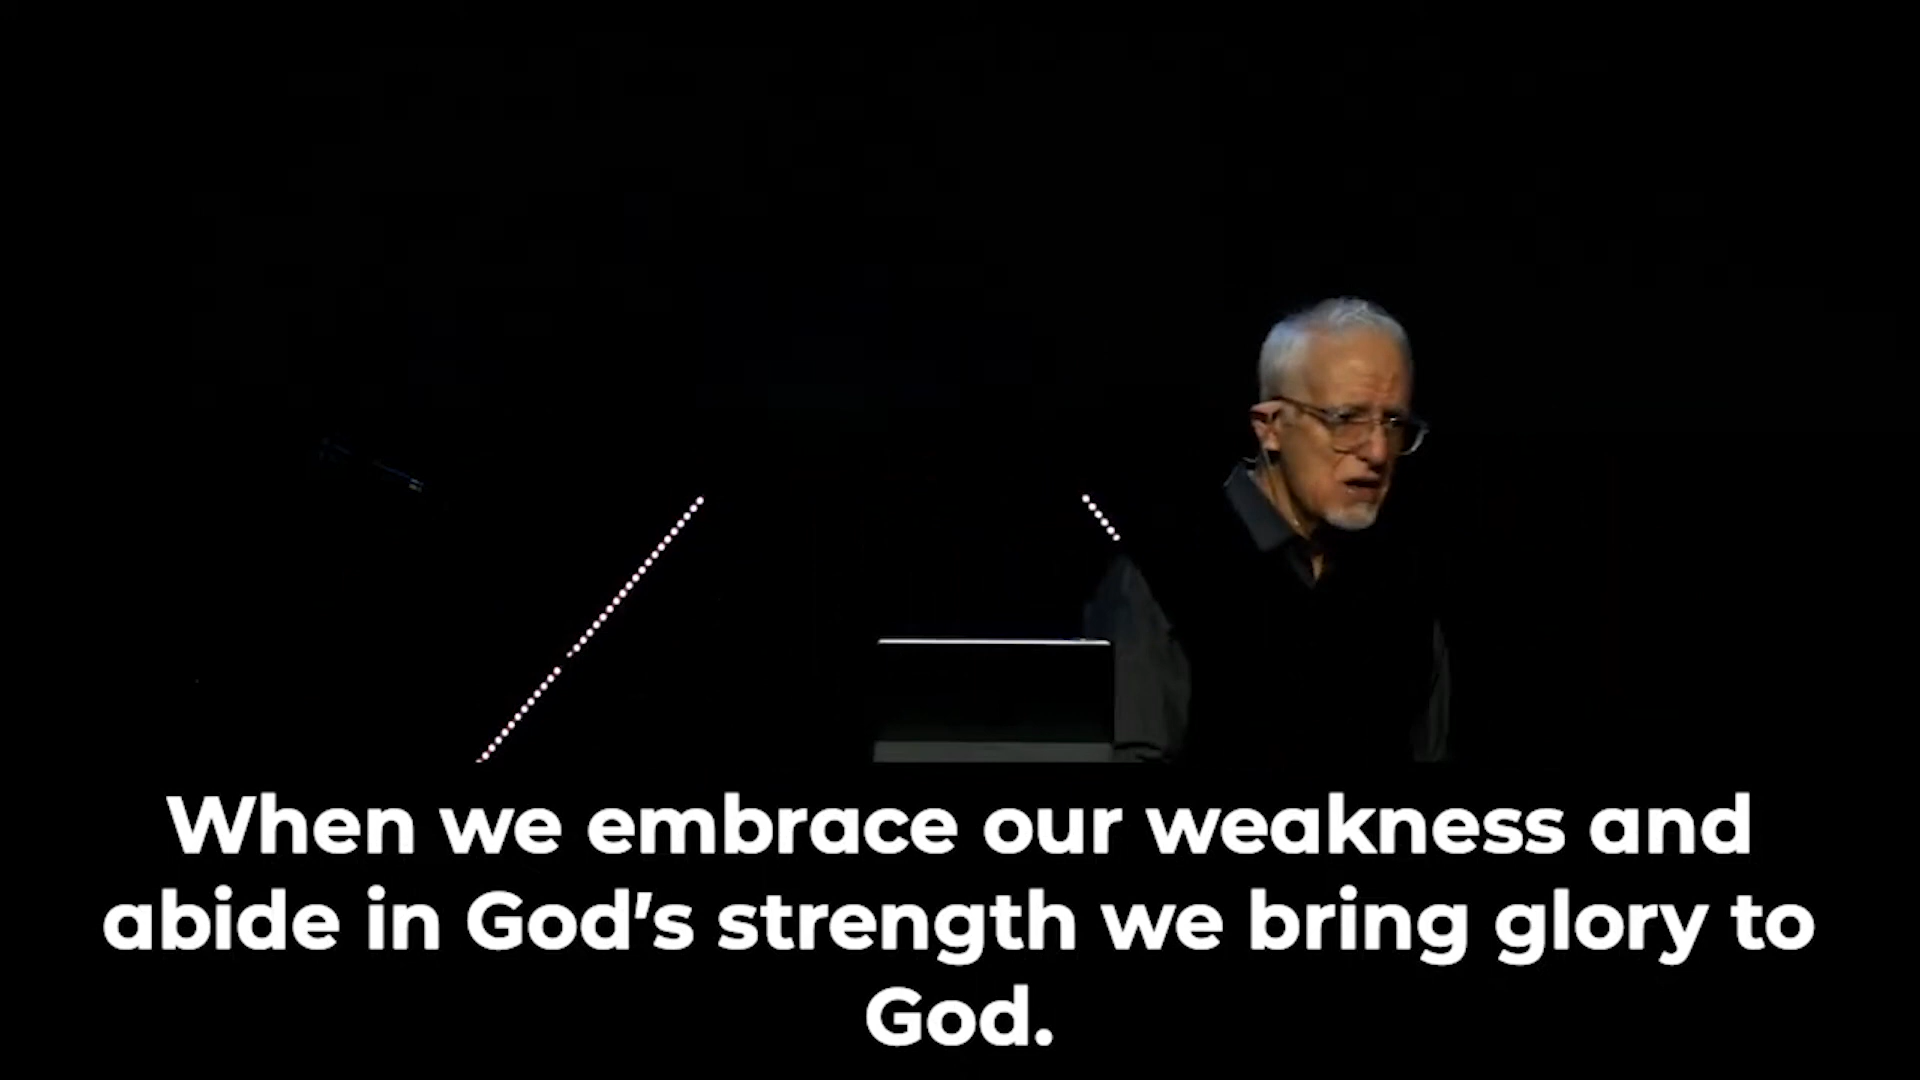 When we embrace our weakness and
abide in God's strength we bring glory to
God.